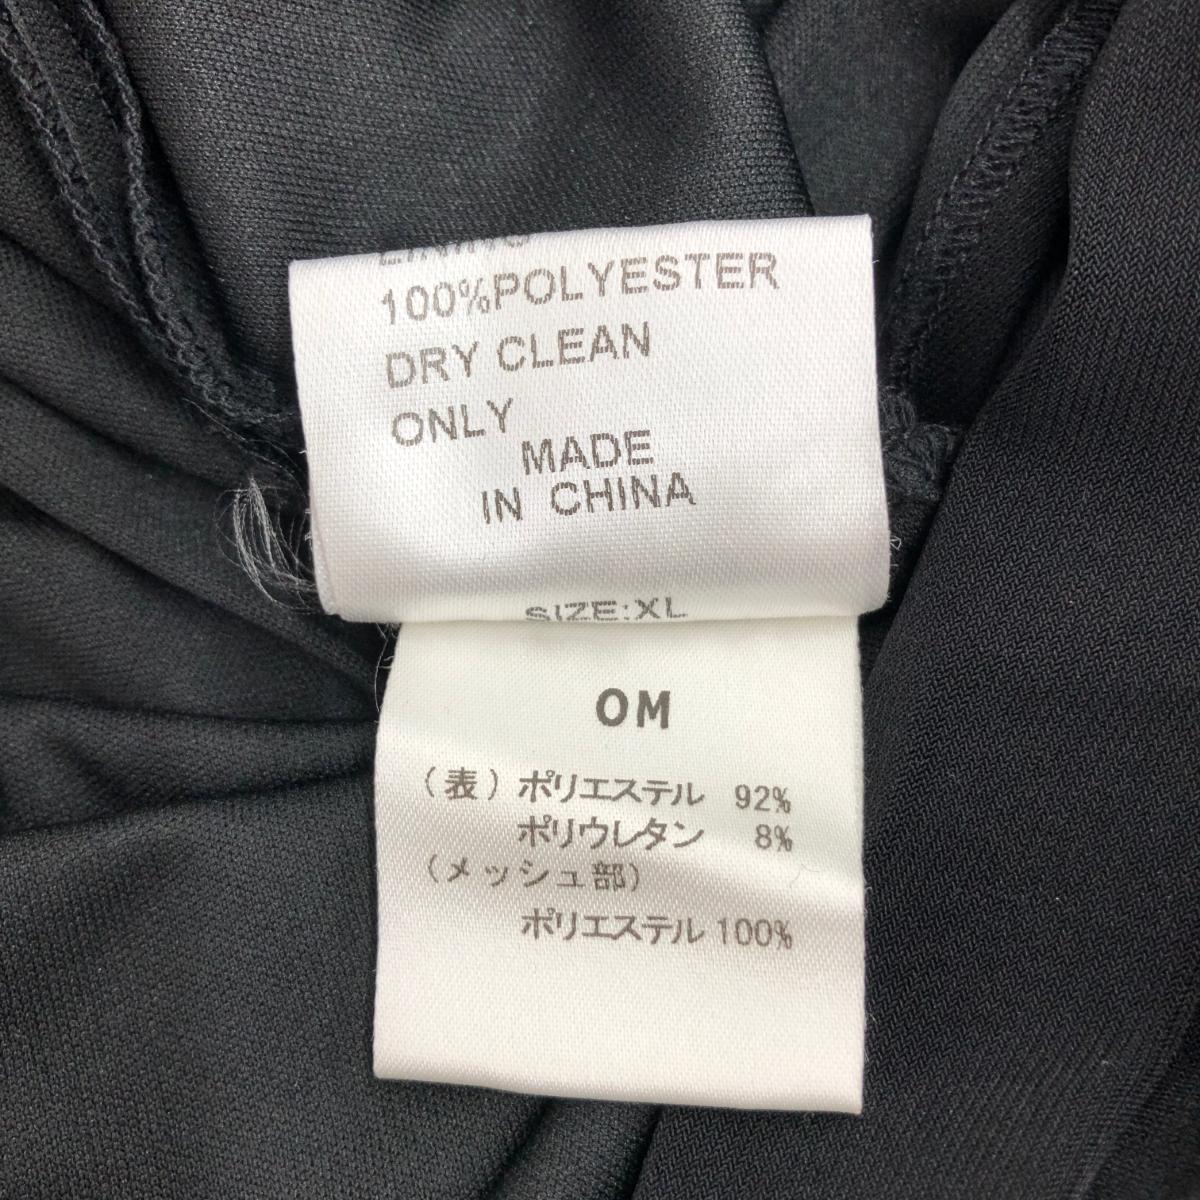 100%POLYESTER
DRY CLEAN
ONLY
MADE
IN CHINA
SIZE:XL
OM
(表) ポリエステル 92%
ポリウレタン 8%
(メッシュ部)
ポリエステル 100%